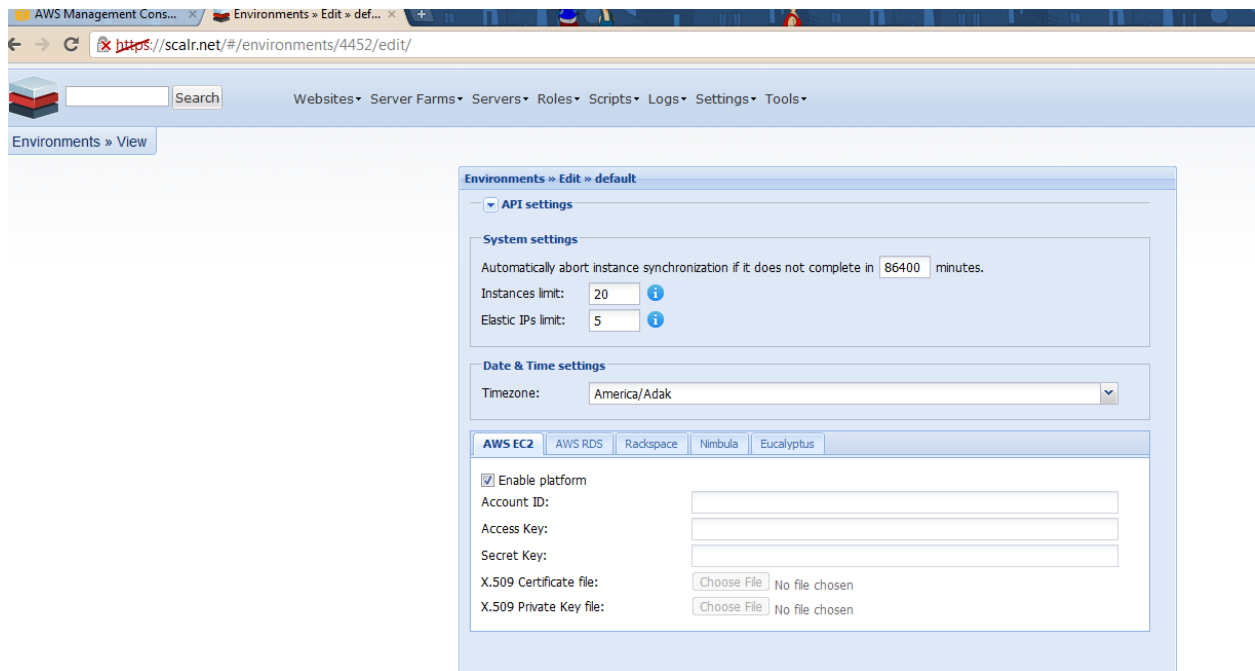 AWS Management Cons... × Environments » Edit » def... × +
https://scalr.net/#/environments/4452/edit/
Search Websites Server Farms Servers Roles Scripts Logs Settings Tools
Environments » View
Environments » Edit » default
API settings
System settings
Automatically abort instance synchronization if it does not complete in 86400 minutes.
Instances limit: 20
Elastic IPs limit: 5
Date & Time settings
Timezone: America/Adak
AWS EC2 AWS RDS Rackspace Nimbula Eucalyptus
Enable platform
Account ID:
Access Key:
Secret Key:
X.509 Certificate file: Choose File No file chosen
X.509 Private Key file: Choose File No file chosen